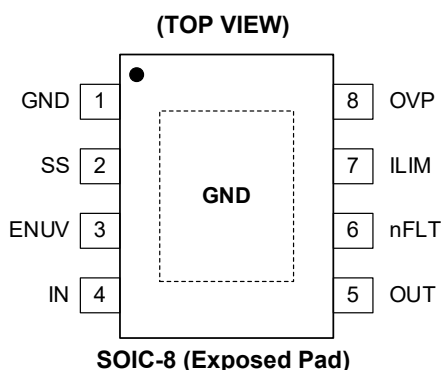 (TOP VIEW)
GND 1 8 OVP
SS 2 7 ILIM
GND
ENUV 3 6 nFLT
IN 4 5 OUT
SOIC-8 (Exposed Pad)